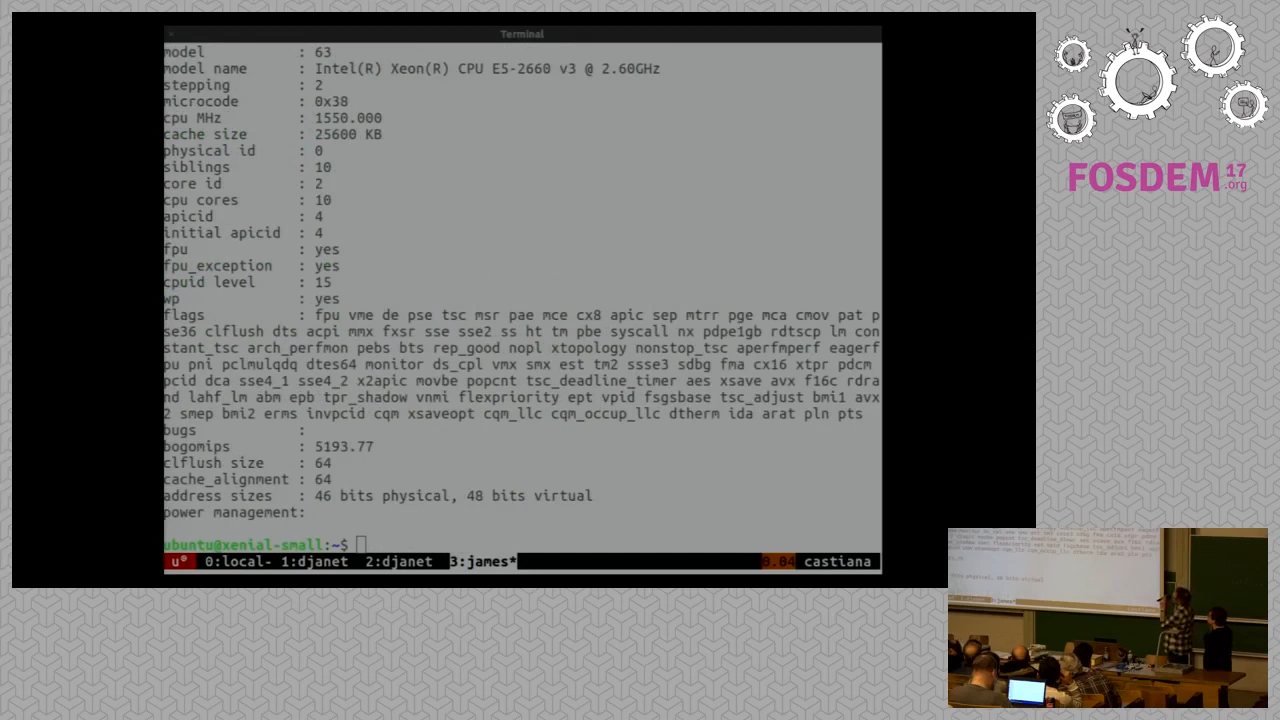 Terminal
model : 63
model name : Intel(R) Xeon(R) CPU E5-2660 v3 @ 2.60GHz
stepping : 2
microcode : 0x38
cpu MHz : 1550.000
cache size : 25600 KB
physical id : 0
siblings : 10
core id : 2
cpu cores : 10
apicid : 4
initial apicid : 4
fpu : yes
fpu_exception : yes
cpuid level : 15
wp : yes
flags : fpu vme de pse tsc msr pae mce cx8 apic sep mtrr pge mca cmov pat p
se36 clflush dts acpi mmx fxsr sse sse2 ss ht tm pbe syscall nx pdpe1gb rdtscp lm con
stant_tsc arch_perfmon pebs bts rep_good nopl xtopology nonstop_tsc aperfmperf eagerf
pu pni pclmulqdq dtes64 monitor ds_cpl vmx smx est tm2 ssse3 sdbg fma cx16 xtpr pdcm
pcid dca sse4_1 sse4_2 x2apic movbe popcnt tsc_deadline_timer aes xsave avx f16c rdra
nd lahf_lm abm epb tpr_shadow vnmi flexpriority ept vpid fsgsbase tsc_adjust bmi1 avx
2 smep bmi2 erms invpcid cqm xsaveopt cqm_llc cqm_occup_llc dtherm ida arat pln pts
bugs :
bogomips : 5193.77
clflush size : 64
cache_alignment : 64
address sizes : 46 bits physical, 48 bits virtual
power management:
ubuntu@xenial-small:~$
u 0:local- 1:djanet 2:djanet 3:james* 0.04 castiana
FOSDEM 17
.org